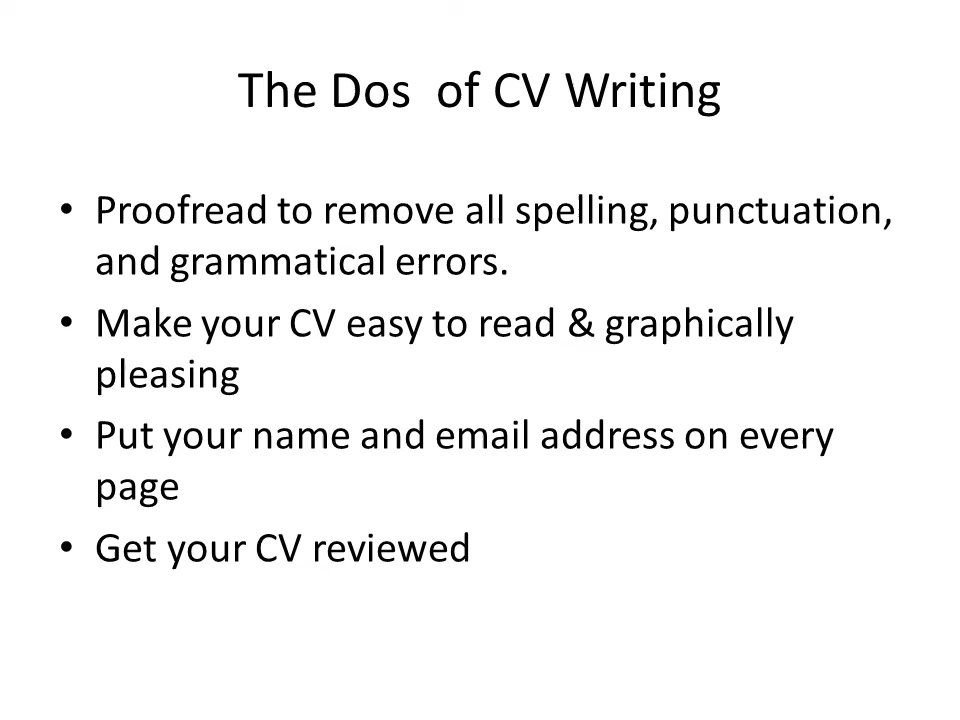 The Dos  of CV Writing
• Proofread to remove all spelling, punctuation,
and grammatical errors.
• Make your CV easy to read & graphically
pleasing
• Put your name and email address on every
page
• Get your CV reviewed